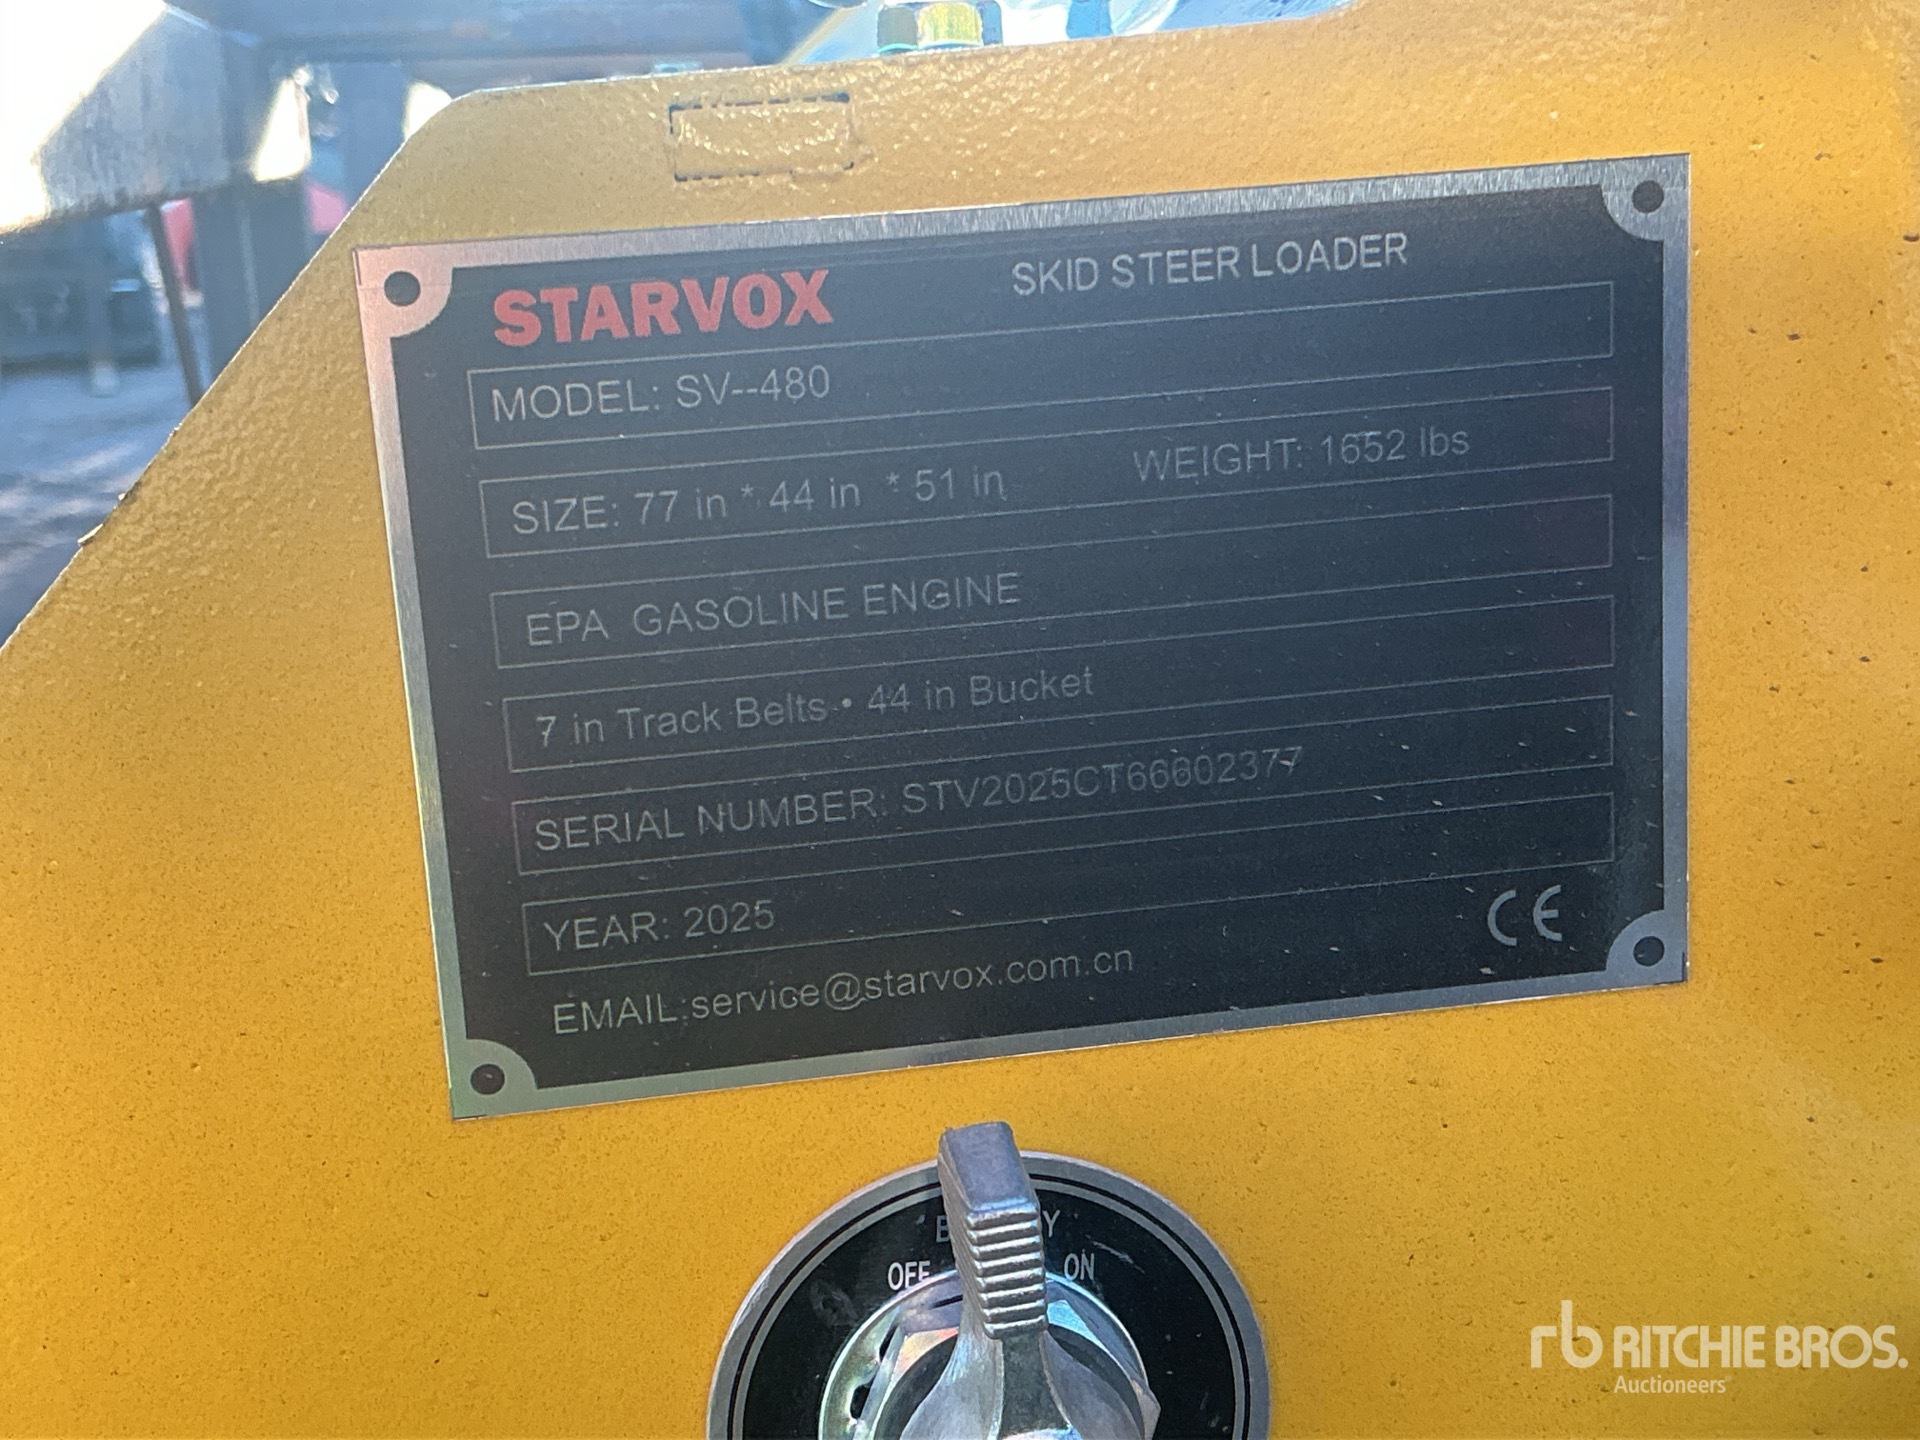 STARVOX SKID STEER LOADER
MODEL: SV--480
SIZE: 77 in * 44 in * 51 in WEIGHT: 1652 lbs
EPA GASOLINE ENGINE
7 in Track Belts • 44 in Bucket
SERIAL NUMBER: STV2025CT66602377
YEAR: 2025
CE
EMAIL:service@starvox.com.cn
OFF ON
rb RITCHIE BROS.
Auctioneers